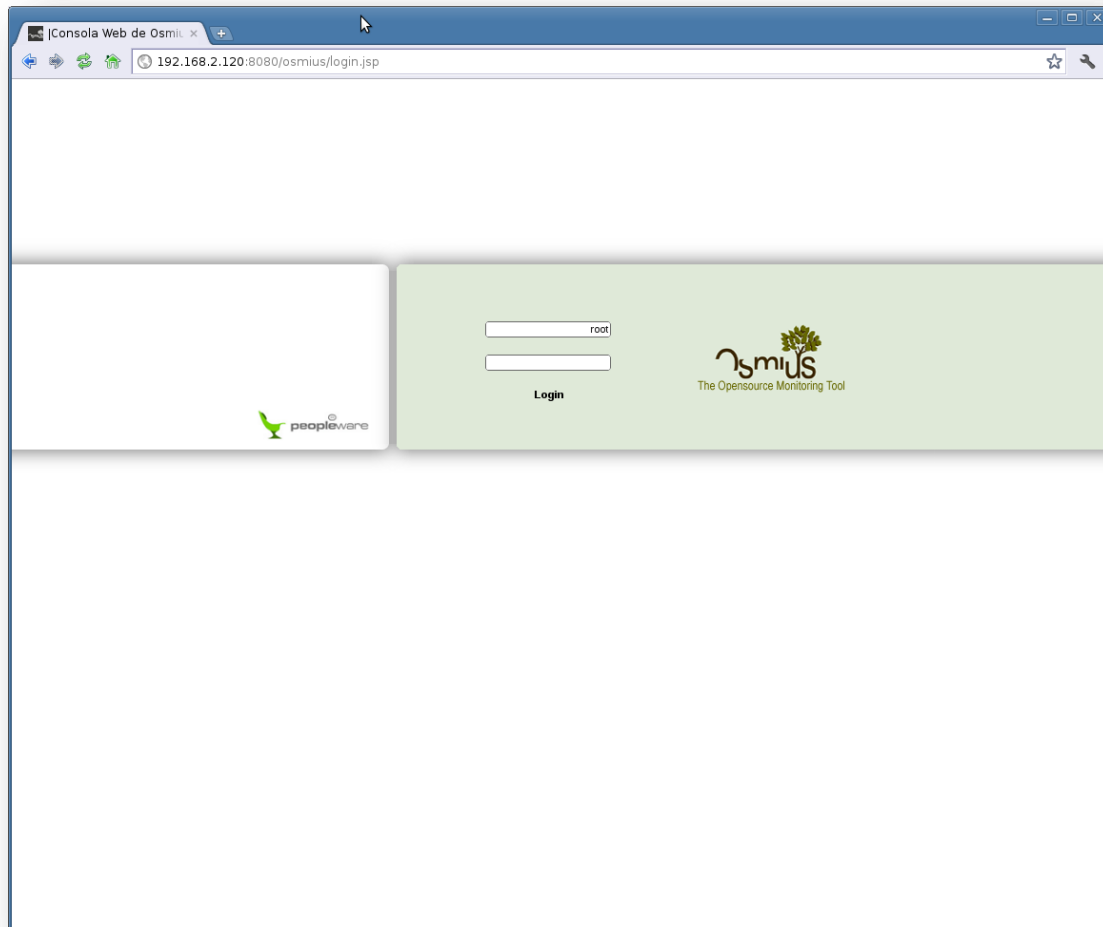 |Consola Web de Osmiu
192.168.2.120:8080/osmius/login.jsp
root
Login
Osmius
The Opensource Monitoring Tool
peopleware